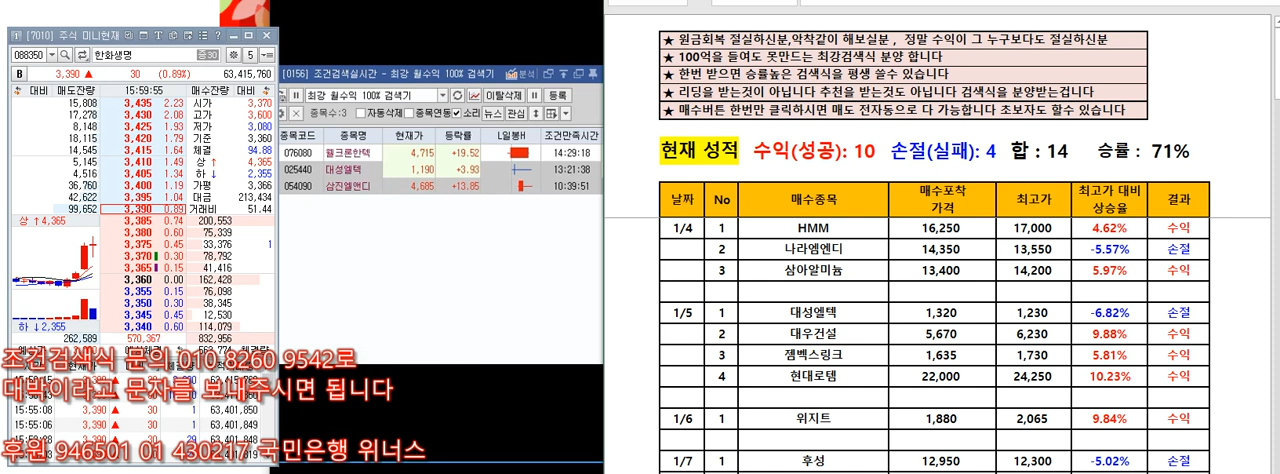 [7010] 주식 미니현재
088350 한화생명 증30 5
B 3,390 ▲ 30 (0.89%) 63,415,760
대비 매도잔량 15:59:55 매수잔량 대비
15,808 3,435 2.23 시가 3,370
17,278 3,430 2.08 고가 3,600
8,148 3,425 1.93 저가 3,080
18,115 3,420 1.79 기준 3,360
14,545 3,415 1.64 체결 94.88
5,145 3,410 1.49 상 ↑ 4,365
4,516 3,405 1.34 하 ↓ 2,355
36,760 3,400 1.19 가평 3,366
42,622 3,395 1.04 대금 213,434
99,652 3,390 0.89 거래비 51.44
상 ↑ 4,365 3,385 0.74 200,553
3,380 0.60 75,339
3,375 0.45 33,376 1
3,370 0.30 78,792
3,365 0.15 41,416
3,360 0.00 162,428
3,355 0.15 76,098
3,350 0.30 38,345
3,345 0.45 12,530
하 ↓ 2,355 3,340 0.60 114,079
262,589 570,367 832,956
15:55:08 3,390 ▲ 30 1 63,401,850
15:55:06 3,390 ▲ 30 1 63,401,849
3,390 ▲ 30 29 63,401,848
조건검색식 문의 010 8260 9542로
대박이라고 문자를 보내주시면 됩니다
후원 946501 01 430217 국민은행 위너스
[0156] 조건검색실시간 - 최강 월수익 100% 검색기 분석
최강 월수익 100% 검색기 이탈삭제 등록
종목수:3 자동삭제 종목연동 소리 뉴스 관심
종목코드 종목명 현재가 등락률 L일봉H 조건만족시간
076080 웰크론한텍 4,715 +19.52 14:29:18
025440 대성엘텍 1,190 +3.93 13:21:38
054090 삼진엘앤디 4,685 +13.85 10:39:51
★ 원금회복 절실하신분,악착같이 해보실분 , 정말 수익이 그 누구보다도 절실하신분
★ 100억을 들여도 못만드는 최강검색식 분양 합니다
★ 한번 받으면 승률높은 검색식을 평생 쓸수 있습니다
★ 리딩을 받는것이 아닙니다 추천을 받는것도 아닙니다 검색식을 분양받는겁니다
★ 매수버튼 한번만 클릭하시면 매도 전자동으로 다 가능합니다 초보자도 할수 있습니다
현재 성적 수익(성공): 10 손절(실패): 4 합 : 14 승률 : 71%
날짜 No 매수종목 매수포착 가격 최고가 최고가 대비 상승율 결과
1/4 1 HMM 16,250 17,000 4.62% 수익
2 나라엠엔디 14,350 13,550 -5.57% 손절
3 삼아알미늄 13,400 14,200 5.97% 수익
1/5 1 대성엘텍 1,320 1,230 -6.82% 손절
2 대우건설 5,670 6,230 9.88% 수익
3 젬벡스링크 1,635 1,730 5.81% 수익
4 현대로템 22,000 24,250 10.23% 수익
1/6 1 위지트 1,880 2,065 9.84% 수익
1/7 1 후성 12,950 12,300 -5.02% 손절